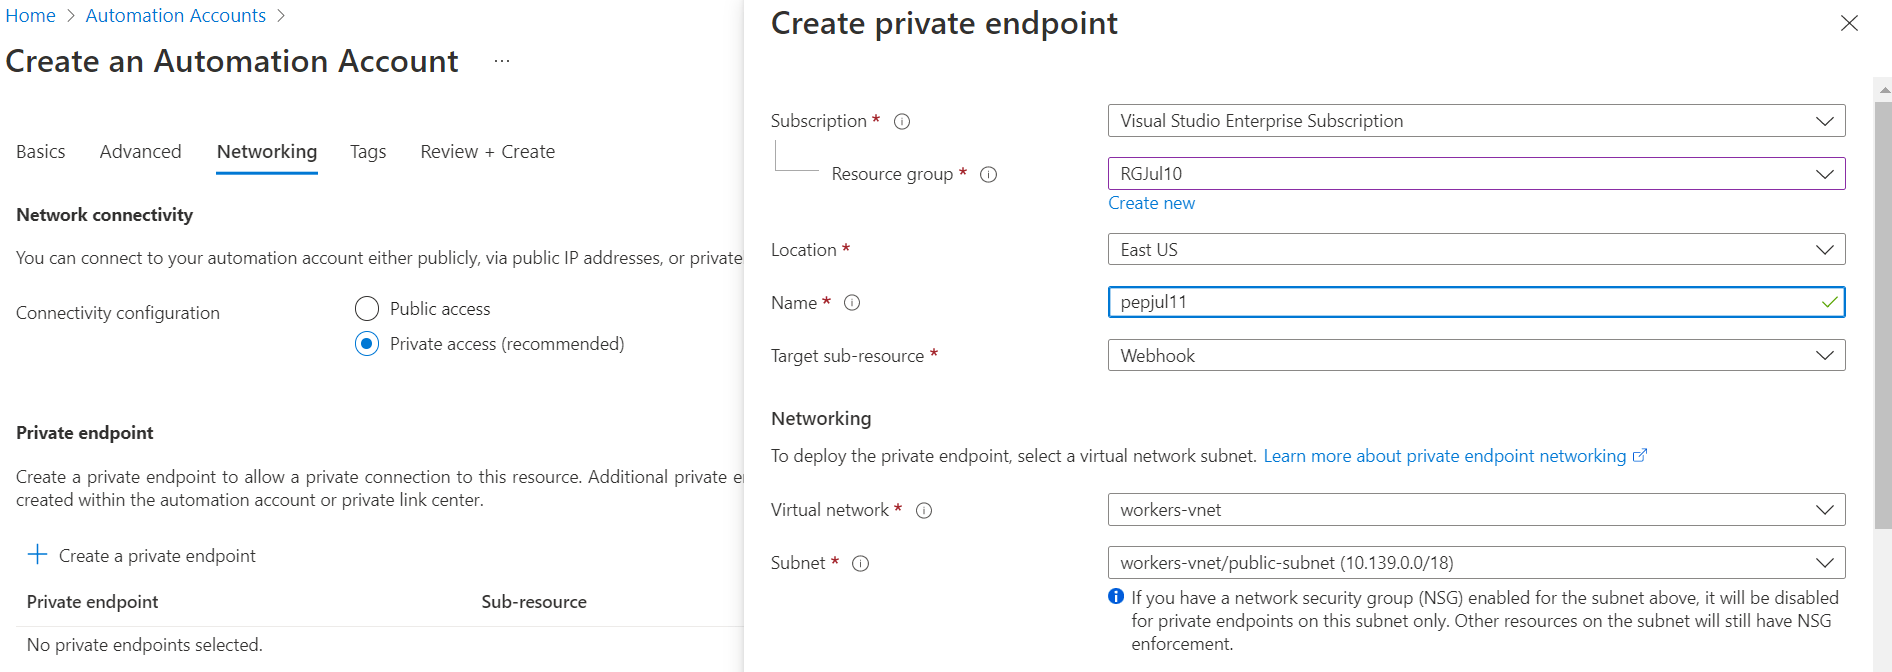 Home > Automation Accounts >
Create an Automation Account ...
Basics Advanced Networking Tags Review + Create
Network connectivity
You can connect to your automation account either publicly, via public IP addresses, or private
Connectivity configuration
Public access
Private access (recommended)
Private endpoint
Create a private endpoint to allow a private connection to this resource. Additional private e
created within the automation account or private link center.
+ Create a private endpoint
Private endpoint Sub-resource
No private endpoints selected.
Create private endpoint
Subscription * Visual Studio Enterprise Subscription
Resource group * RGJul10
Create new
Location * East US
Name * pepjul11
Target sub-resource * Webhook
Networking
To deploy the private endpoint, select a virtual network subnet. Learn more about private endpoint networking
Virtual network * workers-vnet
Subnet * workers-vnet/public-subnet (10.139.0.0/18)
If you have a network security group (NSG) enabled for the subnet above, it will be disabled
for private endpoints on this subnet only. Other resources on the subnet will still have NSG
enforcement.